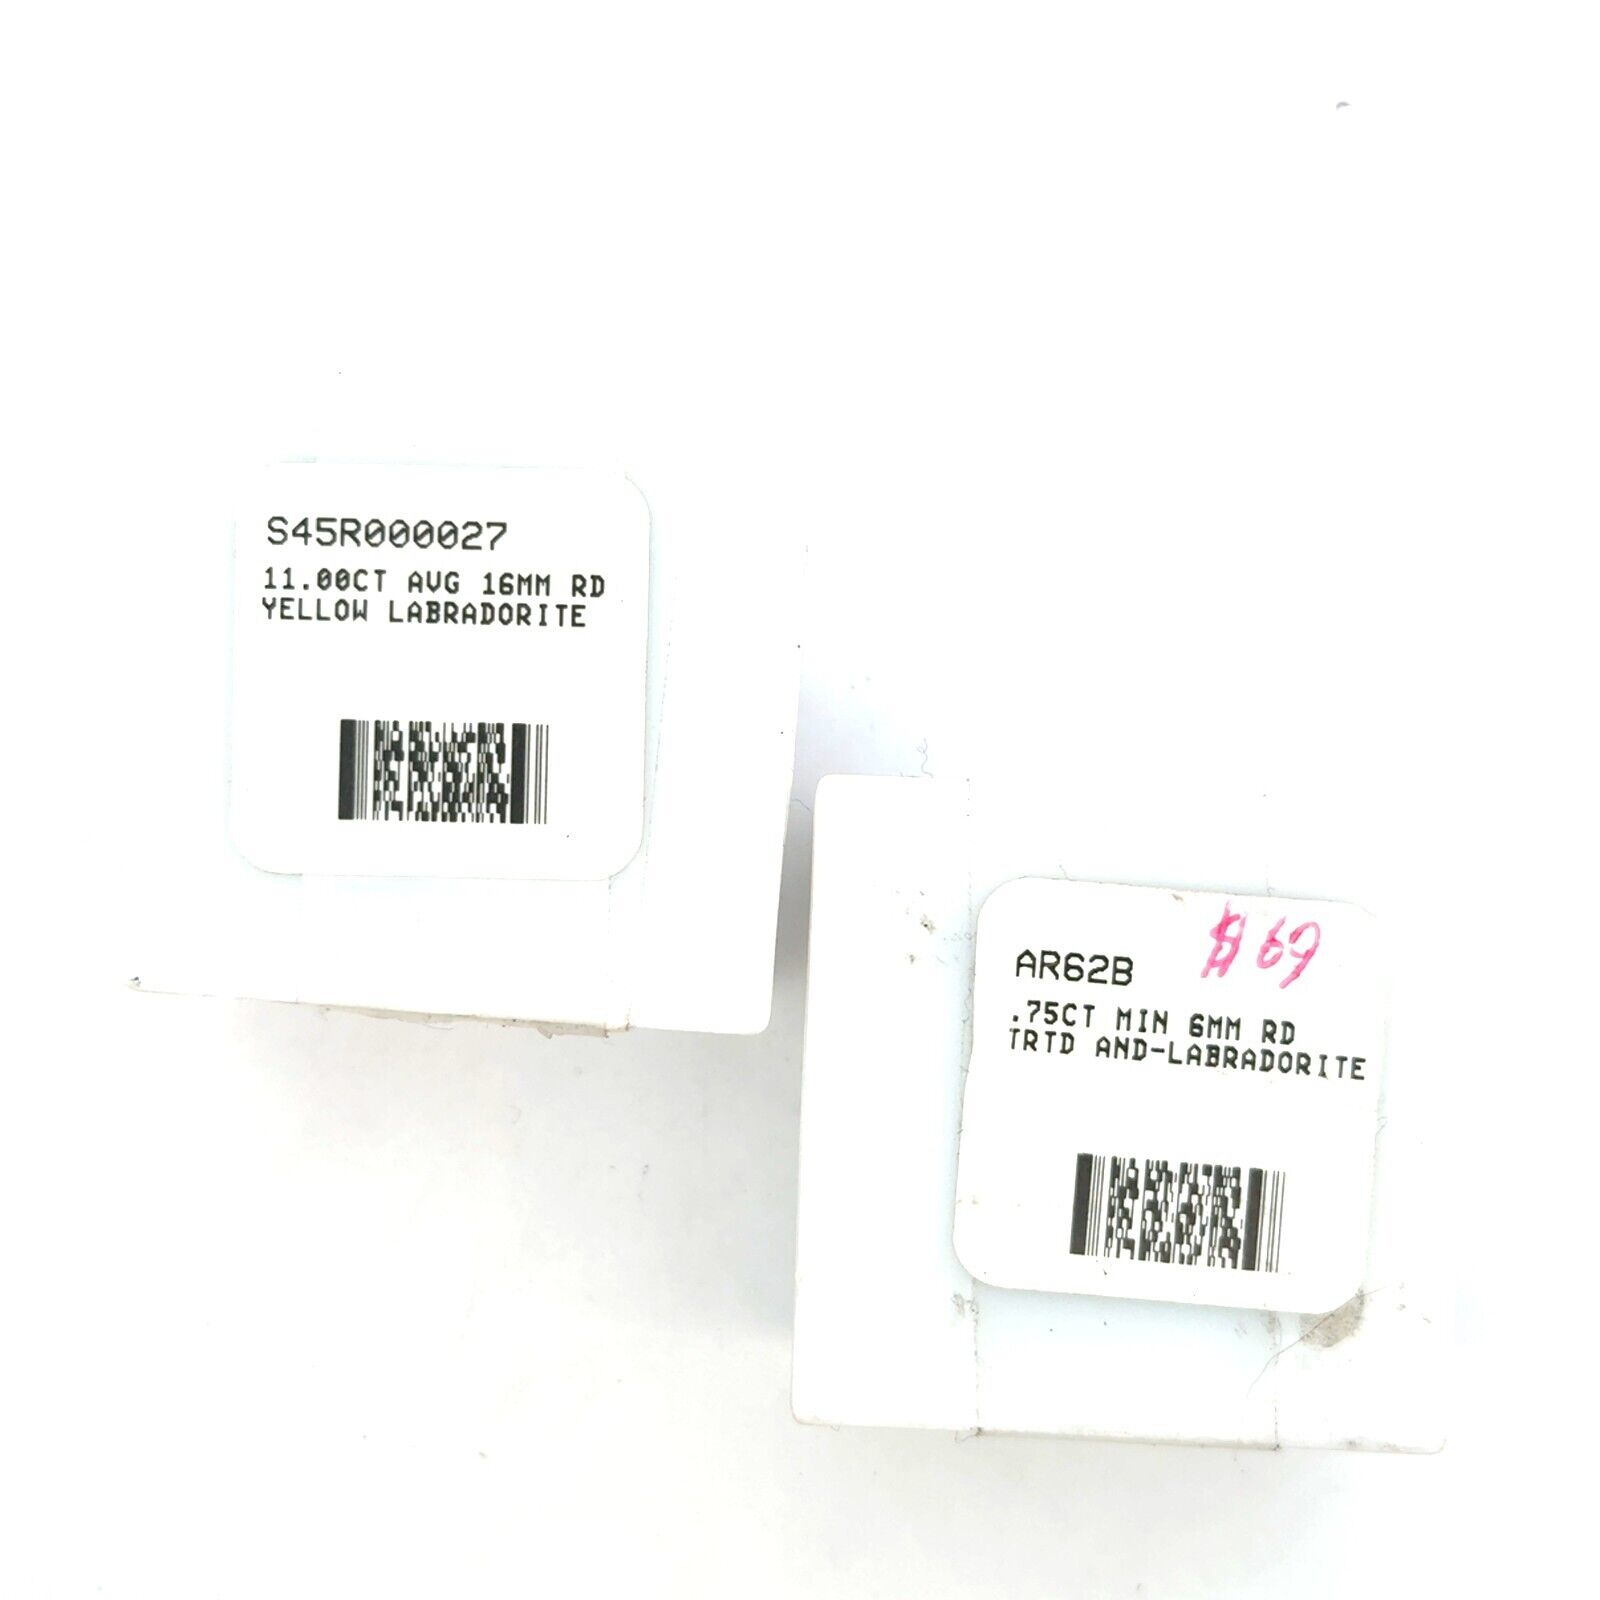 S45R000027
11.00CT AVG 16MM RD
YELLOW LABRADORITE
$69
AR62B
.75CT MIN 6MM RD
TRTD AND-LABRADORITE